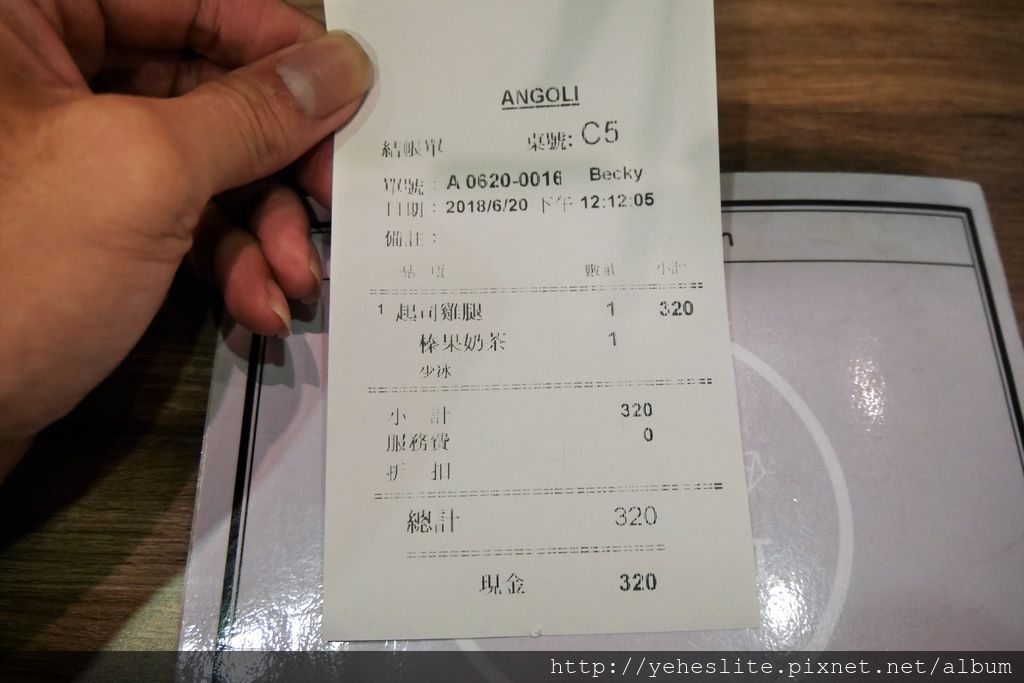 ANGOLI
結帳單 桌號: C5
單號： A 0620-0016 Becky
日期： 2018/6/20 下午 12:12:05
備註：
品 項 數量 小計
1 起司雞腿 1 320
榛果奶茶 1
少冰
小 計 320
服務費 0
折 扣
總計 320
現金 320
http://yeheslite.pixnet.net/album